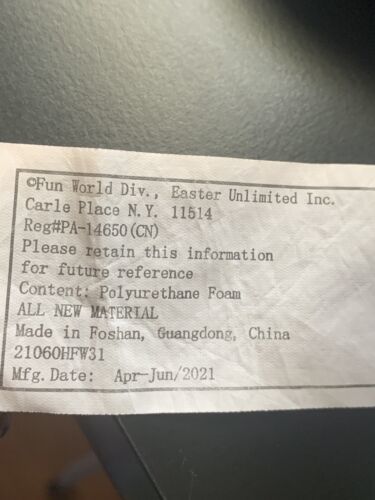 ©Fun World Div., Easter Unlimited Inc.
Carle Place N.Y. 11514
Reg#PA-14650(CN)
Please retain this information
for future reference
Content: Polyurethane Foam
ALL NEW MATERIAL
Made in Foshan, Guangdong, China
21060HFW31
Mfg. Date: Apr-Jun/2021